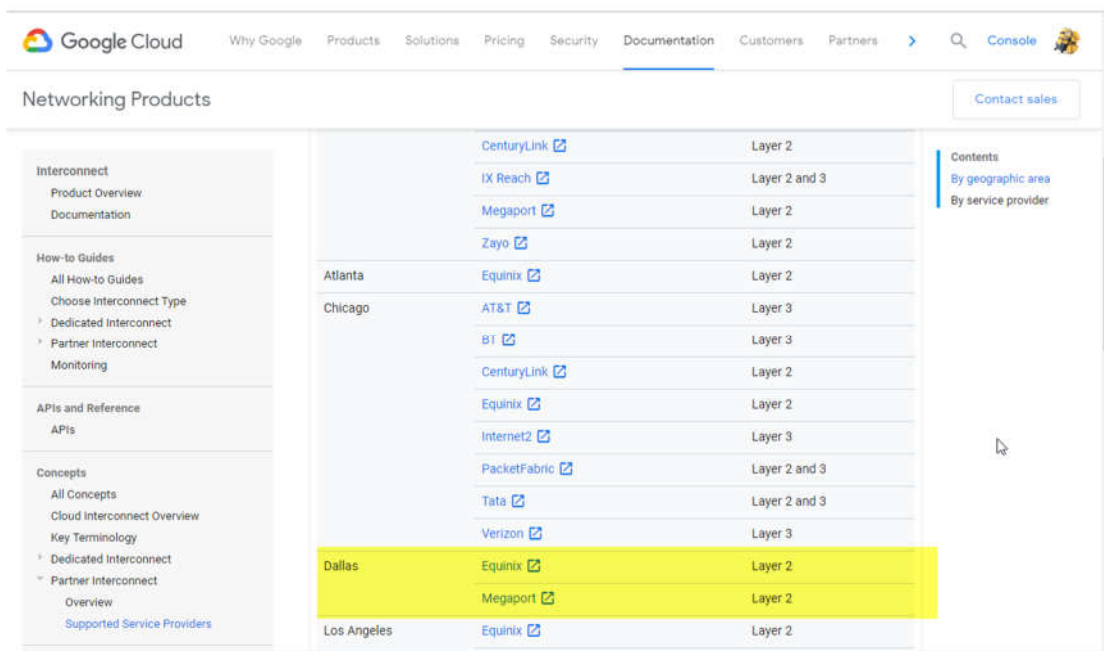 Google Cloud
Why Google Products Solutions Pricing Security Documentation Customers Partners Console
Networking Products
Contact sales
Interconnect
Product Overview
Documentation
How-to Guides
All How-to Guides
Choose Interconnect Type
Dedicated Interconnect
Partner Interconnect
Monitoring
APIs and Reference
APIs
Concepts
All Concepts
Cloud Interconnect Overview
Key Terminology
Dedicated Interconnect
Partner Interconnect
Overview
Supported Service Providers
CenturyLink Layer 2
IX Reach Layer 2 and 3
Megaport Layer 2
Zayo Layer 2
Atlanta Equinix Layer 2
Chicago AT&T Layer 3
BT Layer 3
CenturyLink Layer 2
Equinix Layer 2
Internet2 Layer 3
PacketFabric Layer 2 and 3
Tata Layer 2 and 3
Verizon Layer 3
Dallas Equinix Layer 2
Megaport Layer 2
Los Angeles Equinix Layer 2
Contents
By geographic area
By service provider